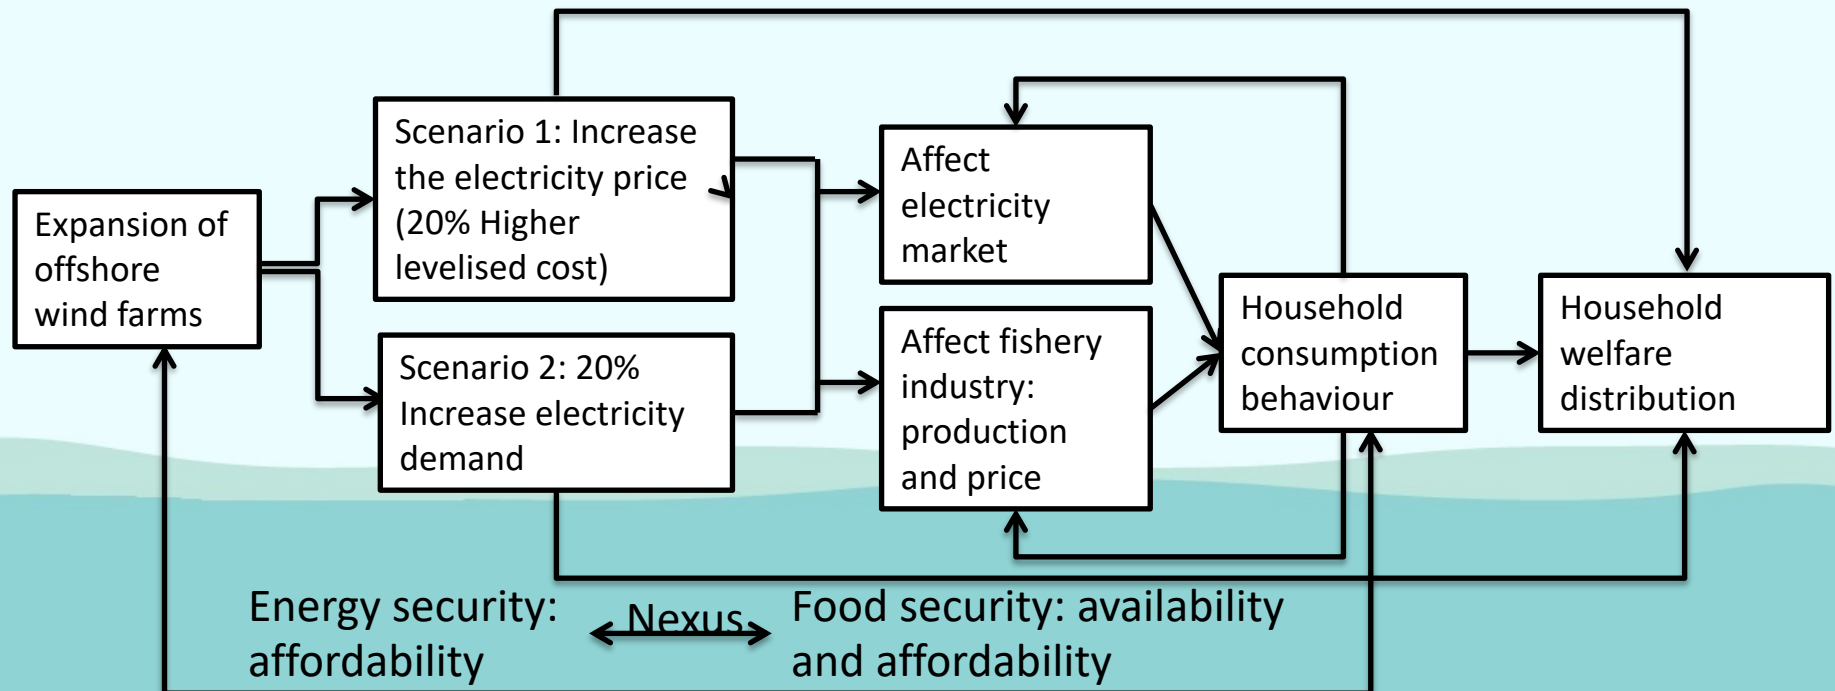 Expansion of
offshore
wind farms
Scenario 1: Increase
the electricity price
(20% Higher
levelised cost)
Scenario 2: 20%
Increase electricity
demand
Affect
electricity
market
Affect fishery
industry:
production
and price
Household
consumption
behaviour
Household
welfare
distribution
Energy security:
affordability
Nexus
Food security: availability
and affordability